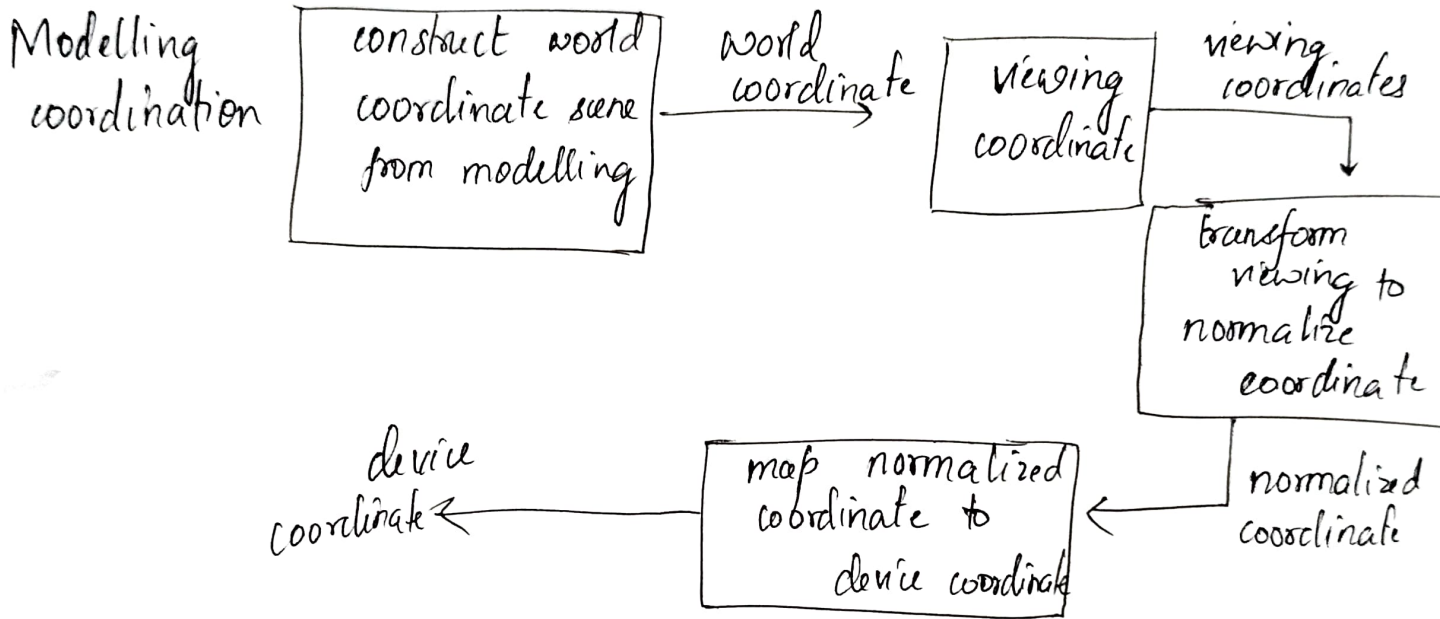 Modelling
coordination
construct world
coordinate scene
from modelling
world
coordinate
viewing
coordinate
viewing
coordinates
transform
viewing to
normalize
coordinate
normalized
coordinate
map normalized
coordinate to
device coordinate
device
coordinate